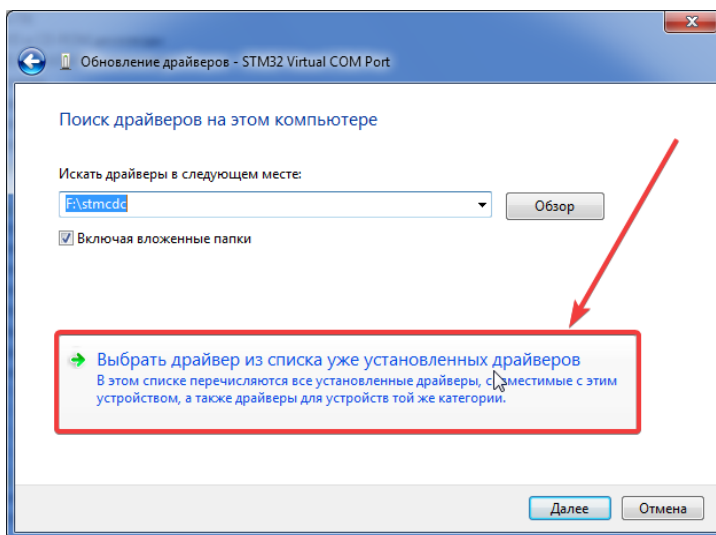 Обновление драйверов - STM32 Virtual COM Port
Поиск драйверов на этом компьютере
Искать драйверы в следующем месте:
F:\stmcdc
Обзор
Включая вложенные папки
Выбрать драйвер из списка уже установленных драйверов
В этом списке перечисляются все установленные драйверы, совместимые с этим
устройством, а также драйверы для устройств той же категории.
Далее
Отмена